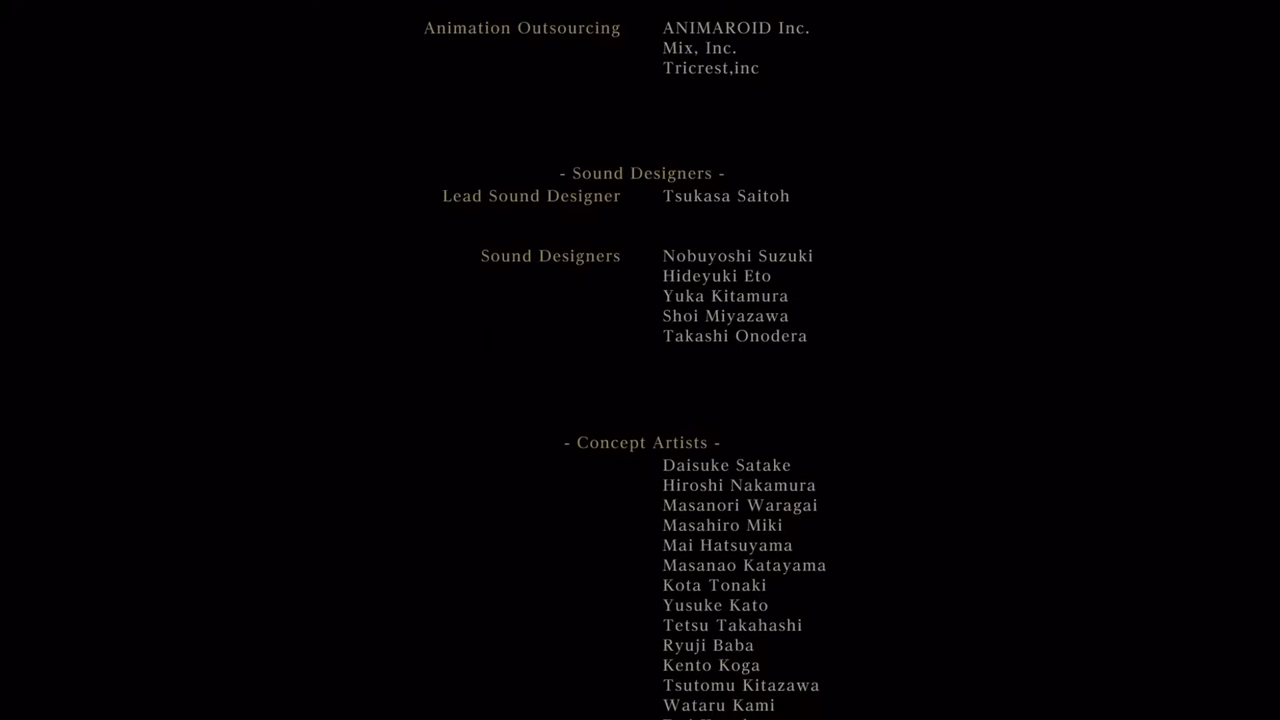 Animation Outsourcing ANIMAROID Inc.
Mix, Inc.
Tricrest,inc
- Sound Designers -
Lead Sound Designer Tsukasa Saitoh
Sound Designers Nobuyoshi Suzuki
Hideyuki Eto
Yuka Kitamura
Shoi Miyazawa
Takashi Onodera
- Concept Artists -
Daisuke Satake
Hiroshi Nakamura
Masanori Waragai
Masahiro Miki
Mai Hatsuyama
Masanao Katayama
Kota Tonaki
Yusuke Kato
Tetsu Takahashi
Ryuji Baba
Kento Koga
Tsutomu Kitazawa
Wataru Kami